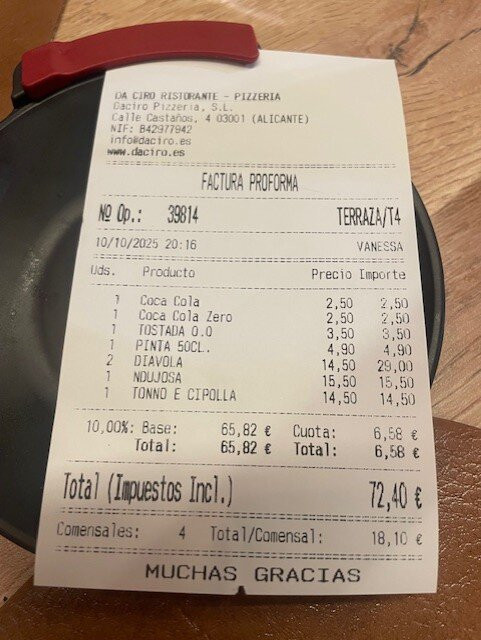 DA CIRO RISTORANTE - PIZZERIA
Daciro Pizzeria, S.L.
Calle Castaños, 4 03001 (ALICANTE)
NIF: B42977942
info@daciro.es
www.daciro.es
FACTURA PROFORMA
Nº Op.: 39814 TERRAZA/T4
10/10/2025 20:16 VANESSA
Uds. Producto Precio Importe
1 Coca Cola 2,50 2,50
1 Coca Cola Zero 2,50 2,50
1 TOSTADA 0.0 3,50 3,50
1 PINTA 50CL. 4,90 4,90
2 DIAVOLA 14,50 29,00
1 NDUJOSA 15,50 15,50
1 TONNO E CIPOLLA 14,50 14,50
10,00%: Base: 65,82 € Cuota: 6,58 €
Total: 65,82 € Total: 6,58 €
Total (Impuestos Incl.) 72,40 €
Comensales: 4 Total/Comensal: 18,10 €
MUCHAS GRACIAS